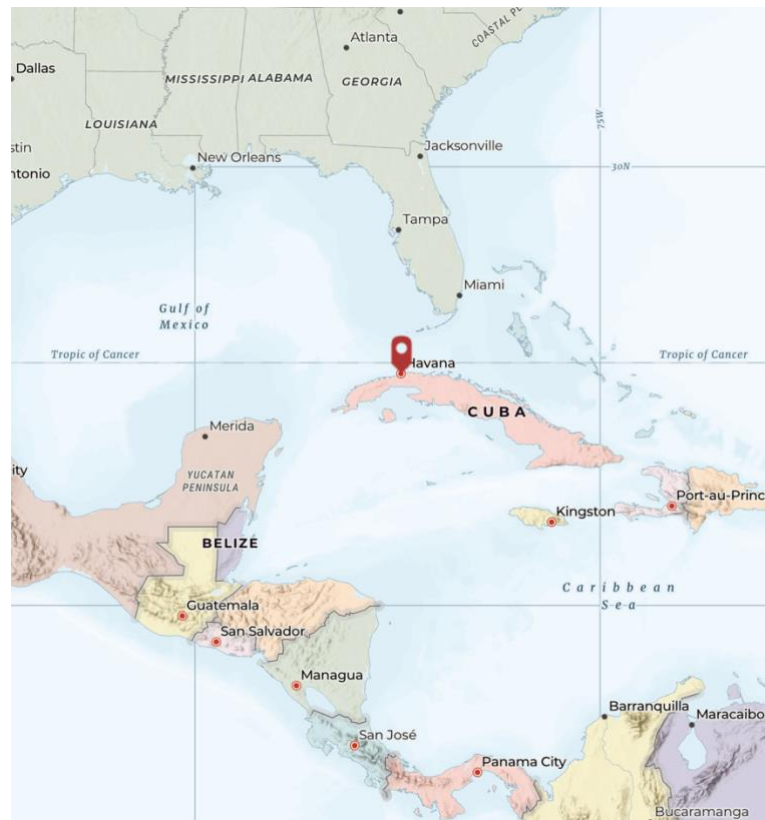 Atlanta
COASTAL PL
Dallas
MISSISSIPPI ALABAMA
GEORGIA
75W
LOUISIANA
stin
Jacksonville
New Orleans
30N
ntonio
Tampa
Miami
Gulf of
Mexico
Tropic of Cancer
Tropic of Cancer
Havana
CUBA
Merida
ity
YUCATAN
PENINSULA
Port-au-Princ
Kingston
BELIZE
Caribbean
Sea
Guatemala
San Salvador
Managua
Barranquilla
Maracaibo
San José
Panama City
Bucaramanga